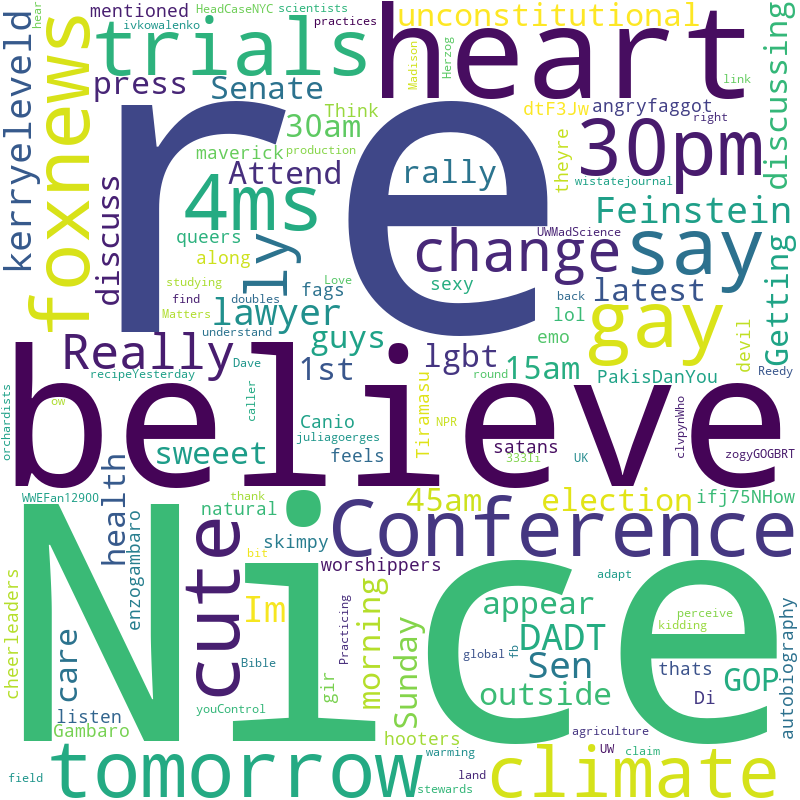 mentioned
HeadCaseNYC
scientists
ivkowalenko
practices
hear
kerryeleveld
foxnews
trials
heart
unconstitutional
Madison
Herzog
link
discussing
press
Senate
Think
30am
dtF3Jw
angryfaggot
right
re
maverick
production
Attend
rally
30pm
theyre
wistatejournal
discuss
4ms
Feinstein
queers
ly
UWMadScience
change
say
along
studying
find
Love
fags
sexy
back
latest
Getting
Matters
doubles
lawyer
lol
gay
understand
guys
emo
devil
Really
1st
lgbt
15am
PakisDanYou
Reedy
recipeYesterday
Dave
round
orchardists
believe
ow
caller
Canio
juliagoerges
Tiramasu
NPR
clvpynWho
sweeet
feels
satans
333Ii
UK
zogyGOGBRT
WWEFan12900
health
thank
natural
45am
election
ifj75NHow
Nice
enzogambaro
cute
skimpy
Conference
bit
worshippers
adapt
cheerleaders
Im
morning
appear
perceive
kidding
autobiography
care
Practicing
Sunday
DADT
Bible
global
fb
Sen
thats
GOP
gir
outside
Di
listen
youControl
Gambaro
hooters
agriculture
warming
UW
claim
field
tomorrow
land
stewards
climate